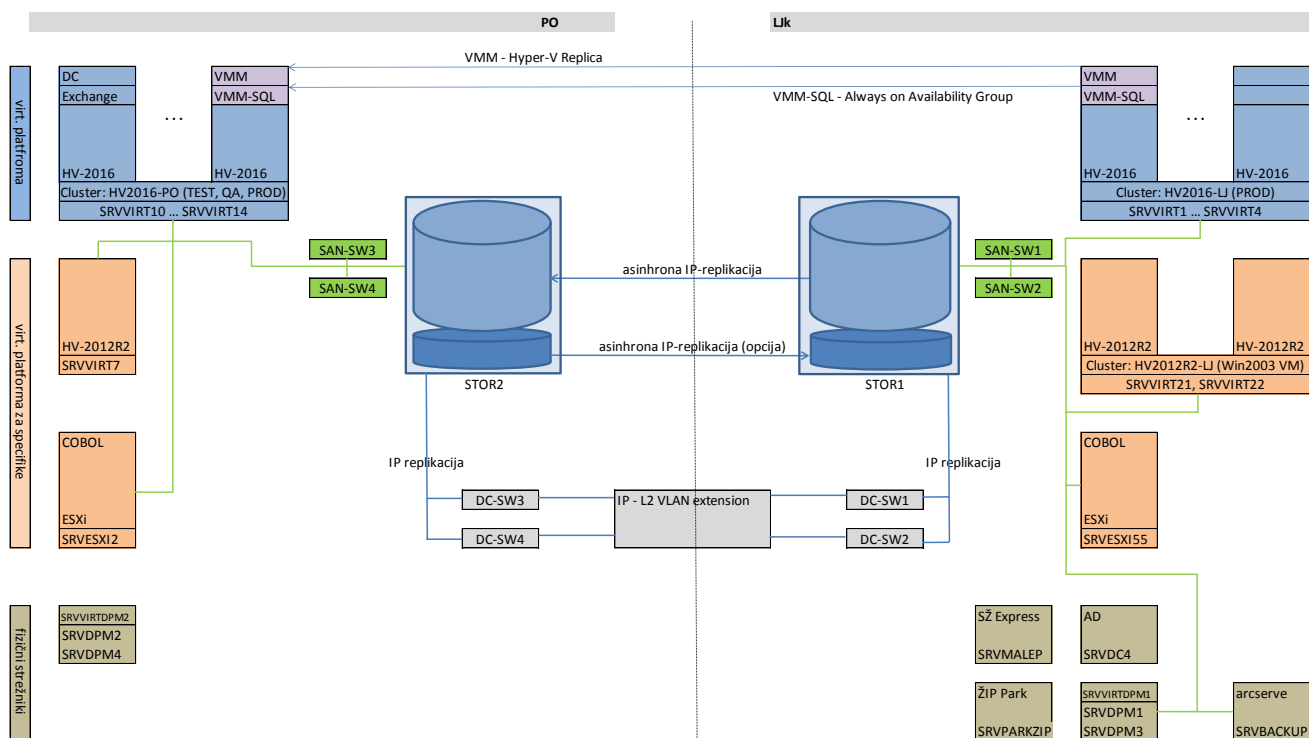 PO
LJk
VMM - Hyper-V Replica
VMM-SQL - Always on Availability Group
virt. platfroma
DC
Exchange
HV-2016
...
VMM
VMM-SQL
HV-2016
Cluster: HV2016-PO (TEST, QA, PROD)
SRVVIRT10 ... SRVVIRT14
VMM
VMM-SQL
HV-2016
...
HV-2016
Cluster: HV2016-LJ (PROD)
SRVVIRT1 ... SRVVIRT4
SAN-SW3
SAN-SW4
SAN-SW1
SAN-SW2
asinhrona IP-replikacija
asinhrona IP-replikacija (opcija)
STOR2
STOR1
virt. platforma za specifike
HV-2012R2
SRVVIRT7
HV-2012R2
HV-2012R2
Cluster: HV2012R2-LJ (Win2003 VM)
SRVVIRT21, SRVVIRT22
COBOL
ESXi
SRVESXI2
COBOL
ESXi
SRVESXI55
IP replikacija
IP replikacija
DC-SW3
DC-SW4
IP - L2 VLAN extension
DC-SW1
DC-SW2
fizični strežniki
SRVVIRTDPM2
SRVDPM2
SRVDPM4
SŽ Express
SRVMALEP
AD
SRVDC4
ŽIP Park
SRVPARKZIP
SRVVIRTDPM1
SRVDPM1
SRVDPM3
arcserve
SRVBACKUP